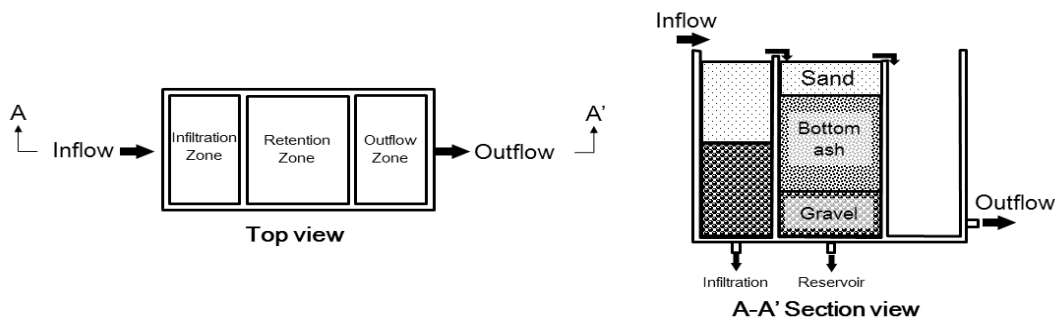 A
A'
Inflow
Infiltration
Zone
Retention
Zone
Outflow
Zone
Outflow
Top view
Inflow
Sand
Bottom
ash
Gravel
Outflow
Infiltration
Reservoir
A-A' Section view